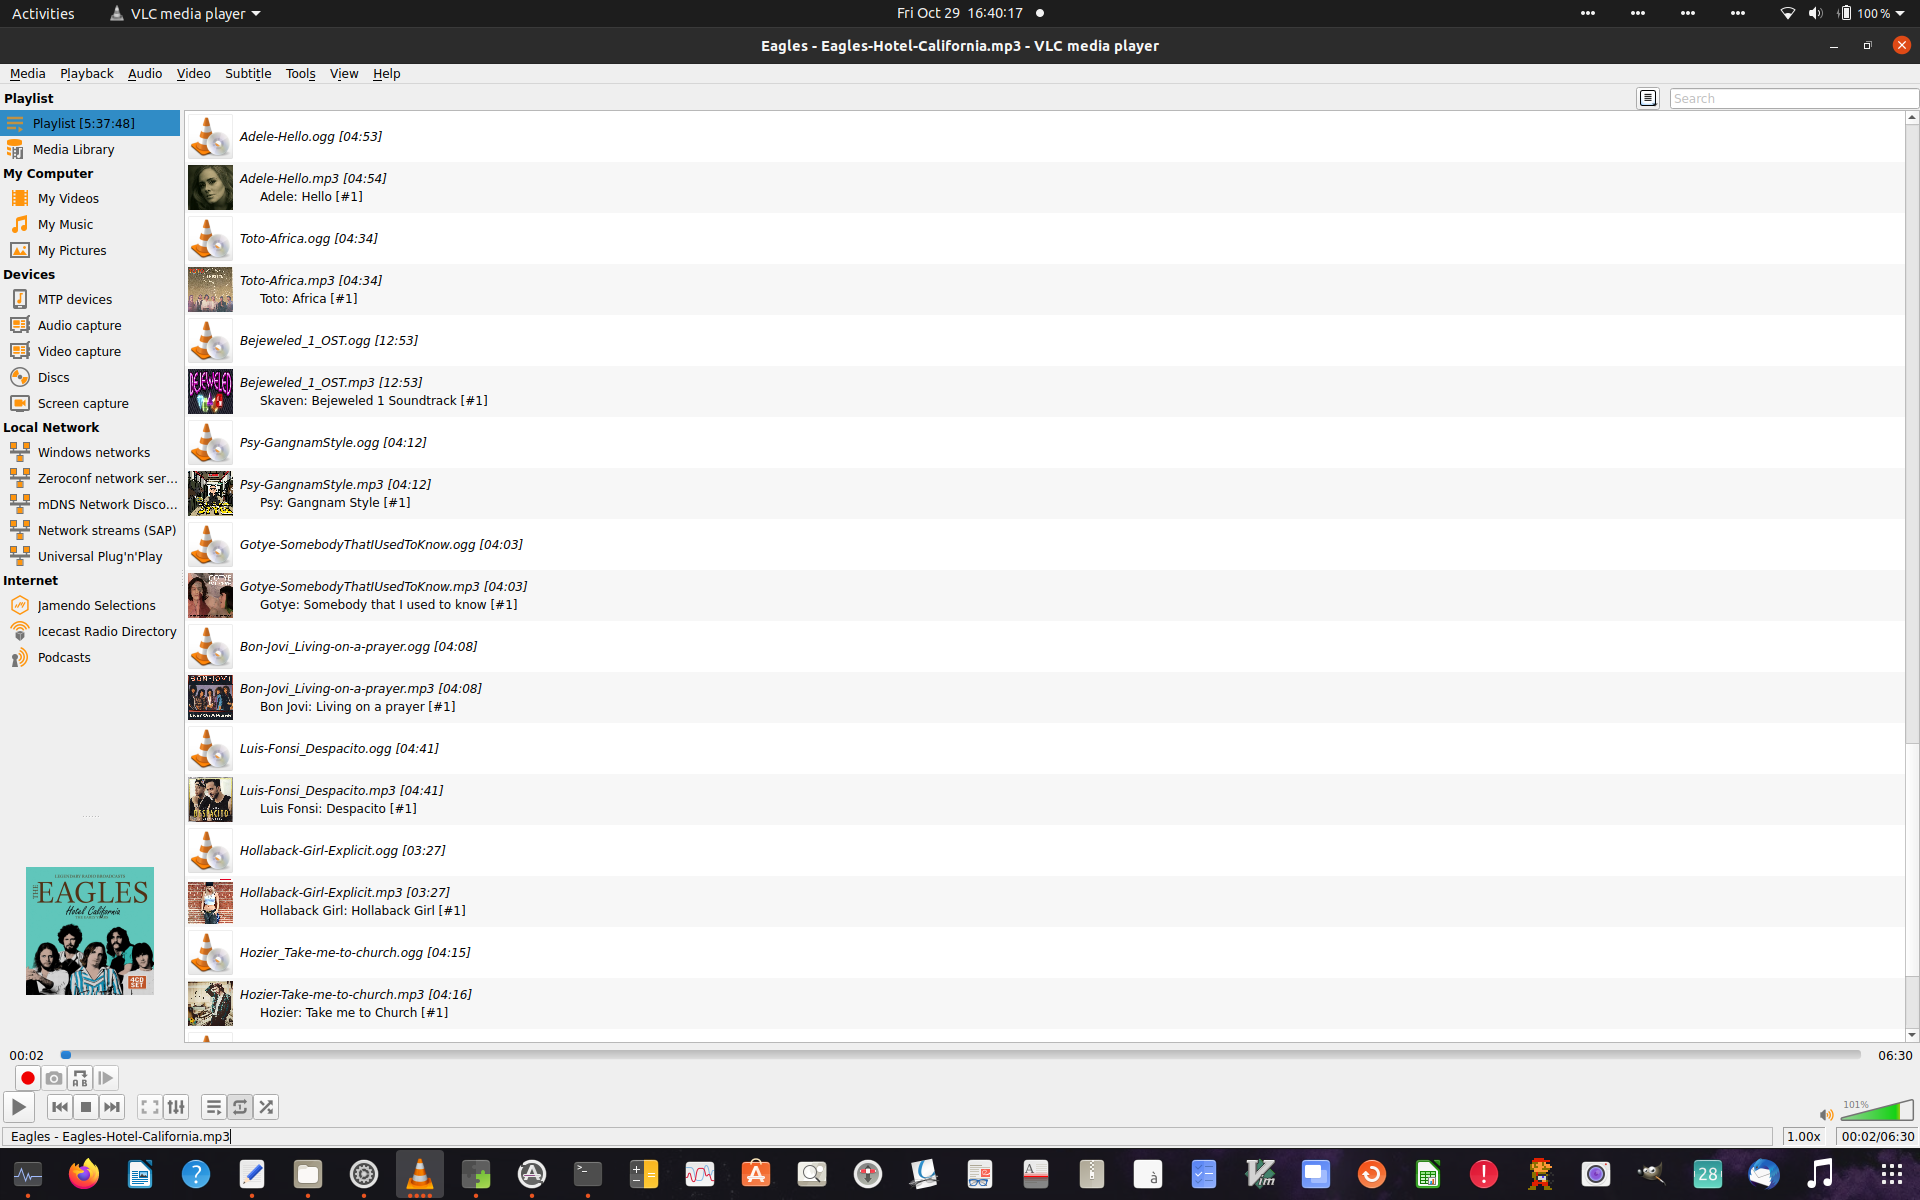 Activities
VLC media player
Fri Oct 29 16:40:17
100 %
Eagles - Eagles-Hotel-California.mp3 - VLC media player
Media Playback Audio Video Subtitle Tools View Help
Playlist
Search
Playlist [5:37:48]
Media Library
My Computer
My Videos
My Music
My Pictures
Devices
MTP devices
Audio capture
Video capture
Discs
Screen capture
Local Network
Windows networks
Zeroconf network ser...
mDNS Network Disco...
Network streams (SAP)
Universal Plug'n'Play
Internet
Jamendo Selections
Icecast Radio Directory
Podcasts
THE
EAGLES
Hotel California
4CD
SET
Adele-Hello.ogg [04:53]
Adele-Hello.mp3 [04:54]
Adele: Hello [#1]
Toto-Africa.ogg [04:34]
Toto-Africa.mp3 [04:34]
Toto: Africa [#1]
Bejeweled_1_OST.ogg [12:53]
BEJEWELED
Bejeweled_1_OST.mp3 [12:53]
Skaven: Bejeweled 1 Soundtrack [#1]
Psy-GangnamStyle.ogg [04:12]
Psy-GangnamStyle.mp3 [04:12]
Psy: Gangnam Style [#1]
Gotye-SomebodyThatIUsedToKnow.ogg [04:03]
GOTYE
Gotye-SomebodyThatIUsedToKnow.mp3 [04:03]
Gotye: Somebody that I used to know [#1]
Bon-Jovi_Living-on-a-prayer.ogg [04:08]
BON JOVI
Bon-Jovi_Living-on-a-prayer.mp3 [04:08]
Bon Jovi: Living on a prayer [#1]
Luis-Fonsi_Despacito.ogg [04:41]
DESPACITO
Luis-Fonsi_Despacito.mp3 [04:41]
Luis Fonsi: Despacito [#1]
Hollaback-Girl-Explicit.ogg [03:27]
Hollaback-Girl-Explicit.mp3 [03:27]
Hollaback Girl: Hollaback Girl [#1]
Hozier_Take-me-to-church.ogg [04:15]
Hozier-Take-me-to-church.mp3 [04:16]
Hozier: Take me to Church [#1]
00:02
06:30
A B
101%
Eagles - Eagles-Hotel-California.mp3
1.00x
00:02/06:30
?
>_
A
à
Vim
!
28